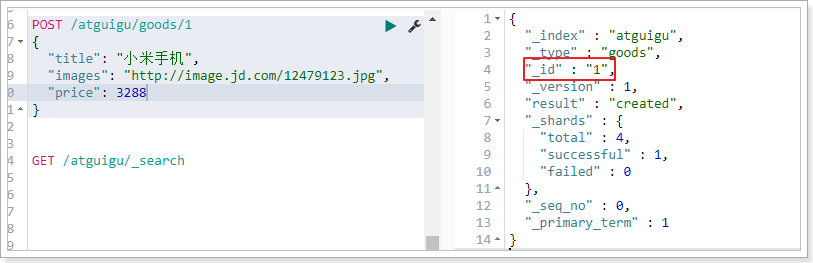 6 POST /atguigu/goods/1
7 {
8 "title": "小米手机",
9 "images": "http://image.jd.com/12479123.jpg",
0 "price": 3288
1 }
2
3
4 GET /atguigu/_search
5
6
7
8
9
1 {
2 "_index" : "atguigu",
3 "_type" : "goods",
4 "_id" : "1",
5 "_version" : 1,
6 "result" : "created",
7 "_shards" : {
8 "total" : 4,
9 "successful" : 1,
10 "failed" : 0
11 },
12 "_seq_no" : 0,
13 "_primary_term" : 1
14 }